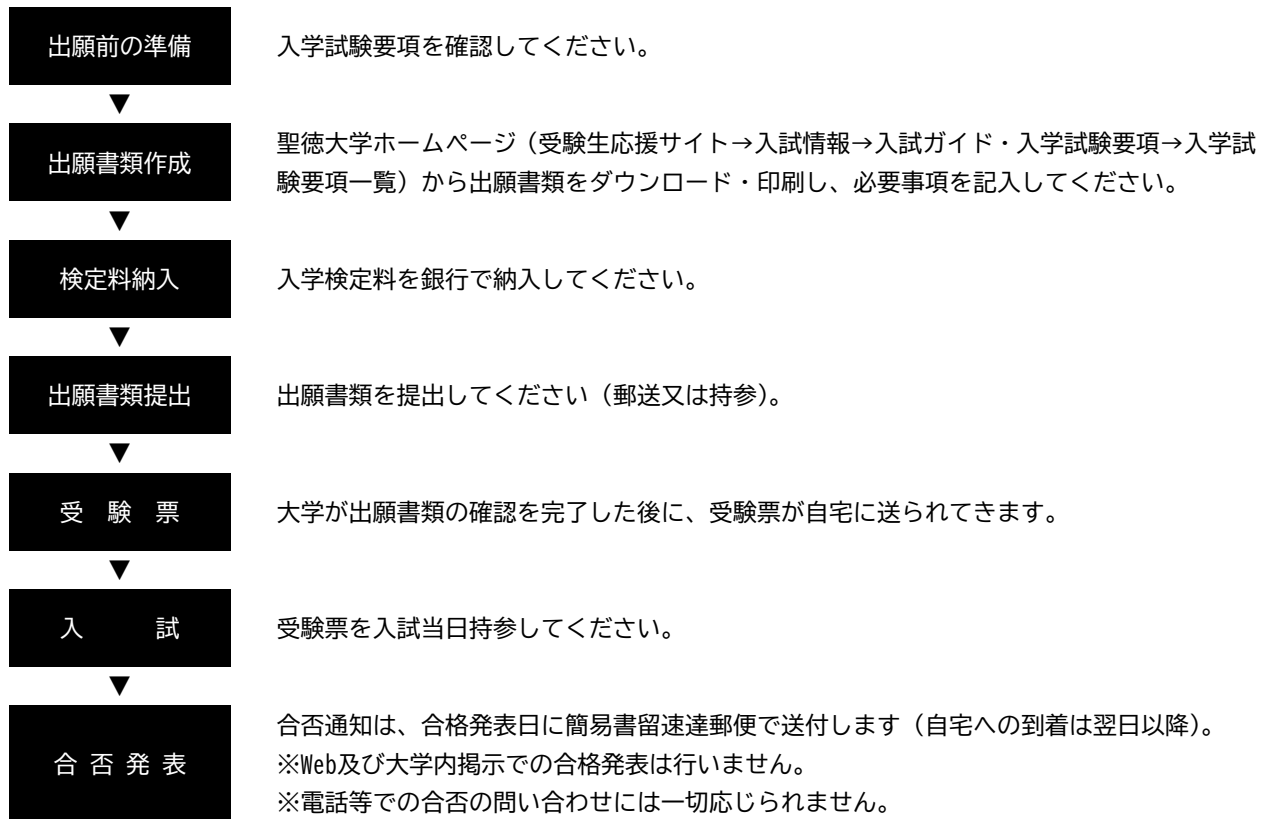 出願前の準備
入学試験要項を確認してください。
▼
出願書類作成
聖徳大学ホームページ（受験生応援サイト→入試情報→入試ガイド・入学試験要項→入学試
験要項一覧）から出願書類をダウンロード・印刷し、必要事項を記入してください。
▼
検定料納入
入学検定料を銀行で納入してください。
▼
出願書類提出
出願書類を提出してください（郵送又は持参）。
▼
受　験　票
大学が出願書類の確認を完了した後に、受験票が自宅に送られてきます。
▼
入　　　試
受験票を入試当日持参してください。
▼
合 否 発 表
合否通知は、合格発表日に簡易書留速達郵便で送付します（自宅への到着は翌日以降）。
※Web及び大学内掲示での合格発表は行いません。
※電話等での合否の問い合わせには一切応じられません。